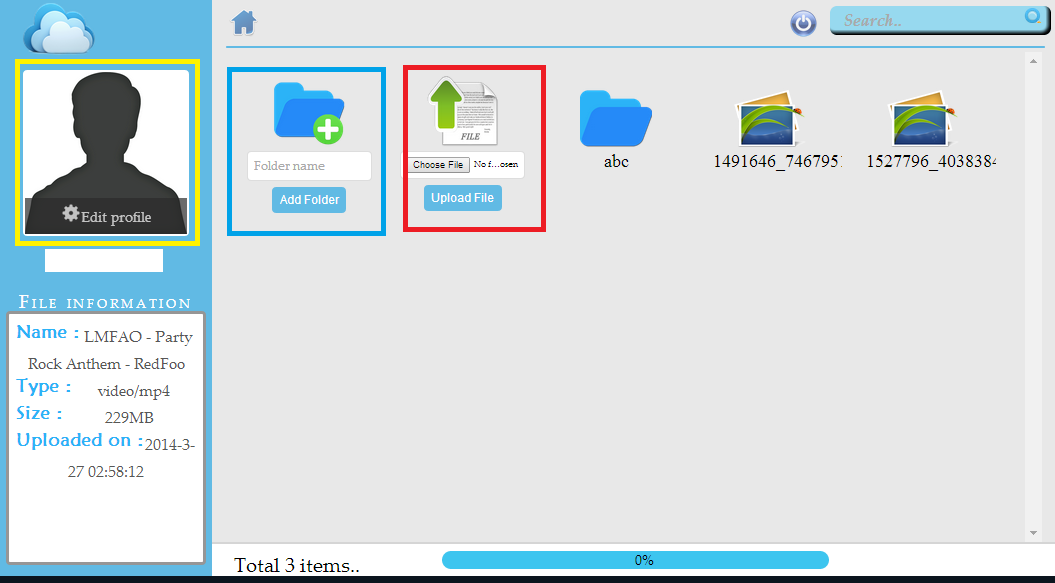 Search..
FILE
Folder name
Choose File No f...osen
abc
1491646_746795
1527796_403838
Add Folder
Upload File
Edit profile
File information
Name : LMFAO - Party
Rock Anthem - RedFoo
Type : video/mp4
Size : 229MB
Uploaded on : 2014-3-
27 02:58:12
Total 3 items..
0%